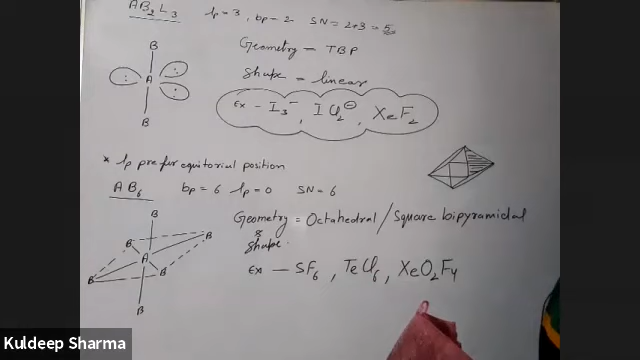 AB₂L₃ lp = 3, bp = 2 SN = 2+3 = 5
B
A
B
Geometry = TBP
Shape = linear
Ex - I₃⁻, ICl₂⊖, XeF₂
* lp prefer equitorial position
AB₆ bp = 6 lp = 0 SN = 6
B
B B
A
B B
B
Geometry = Octahedral / Square bipyramidal
& Shape
Ex — SF₆, TeCl₆, XeO₂F₄
Kuldeep Sharma